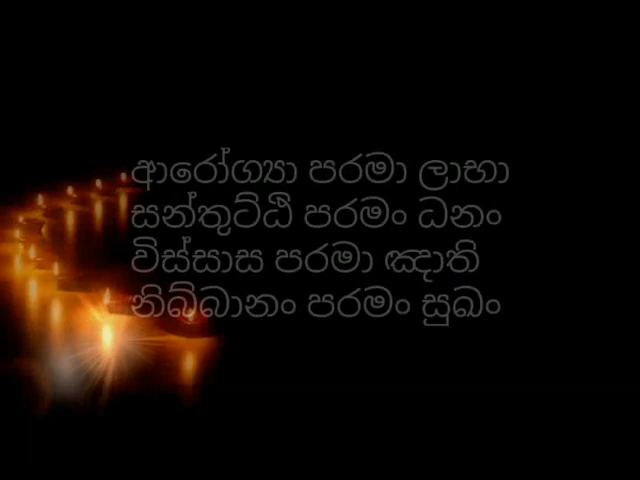 ආරෝග්‍යා පරමා ලාභා
සන්තුට්ඨි පරමං ධනං
විස්සාස පරමා ඤාති
නිබ්බානං පරමං සුඛං